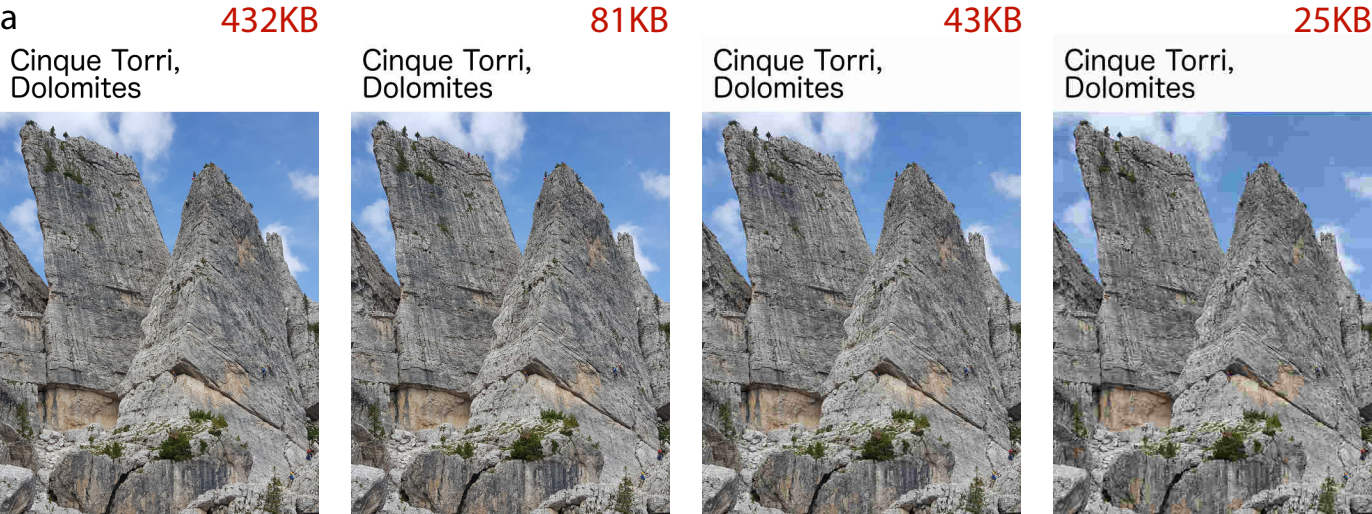 a
432KB
81KB
43KB
25KB
Cinque Torri,
Dolomites
Cinque Torri,
Dolomites
Cinque Torri,
Dolomites
Cinque Torri,
Dolomites